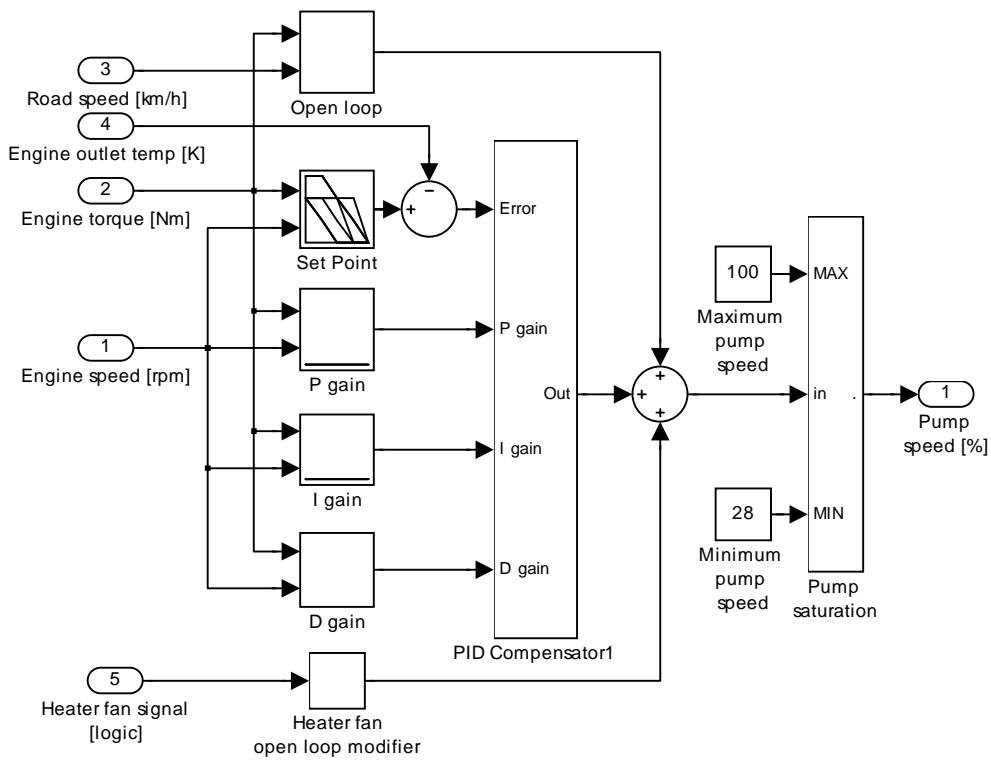 3
Road speed [km/h]
Open loop
4
Engine outlet temp [K]
2
Engine torque [Nm]
−
+
Set Point
Error
1
Engine speed [rpm]
P gain
P gain
I gain
I gain
D gain
D gain
Out
PID Compensator1
5
Heater fan signal
[logic]
Heater fan
open loop modifier
+
+
+
100
Maximum
pump
speed
28
Minimum
pump
speed
MAX
in
.
MIN
Pump
saturation
1
Pump
speed [%]